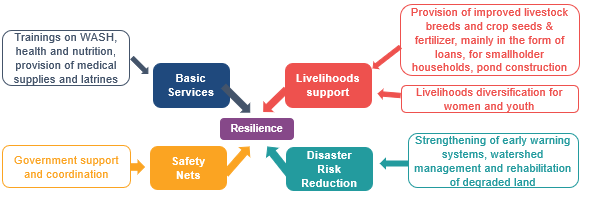 Trainings on WASH,
health and nutrition,
provision of medical
supplies and latrines
Basic
Services
Provision of improved livestock
breeds and crop seeds &
fertilizer, mainly in the form of
loans, for smallholder
households, pond construction
Livelihoods
support
Livelihoods diversification for
women and youth
Resilience
Government support
and coordination
Safety
Nets
Disaster
Risk
Reduction
Strengthening of early warning
systems, watershed
management and rehabilitation
of degraded land